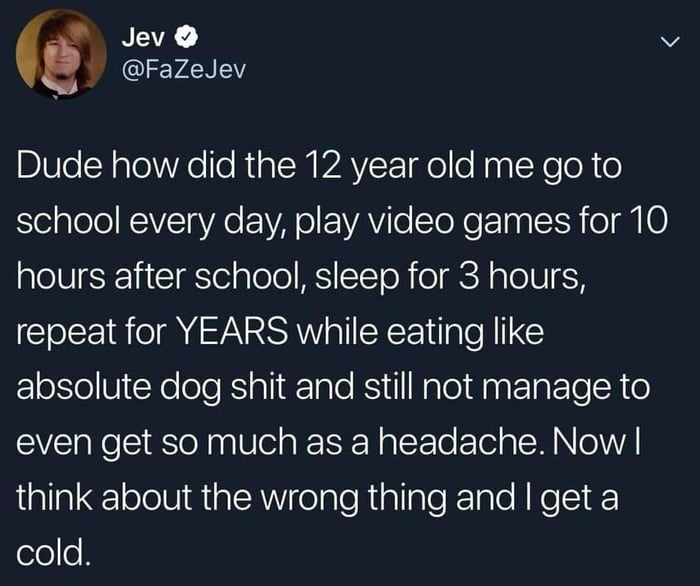 Jev
@FaZeJev
Dude how did the 12 year old me go to
school every day, play video games for 10
hours after school, sleep for 3 hours,
repeat for YEARS while eating like
absolute dog shit and still not manage to
even get so much as a headache. Now I
think about the wrong thing and I get a
cold.